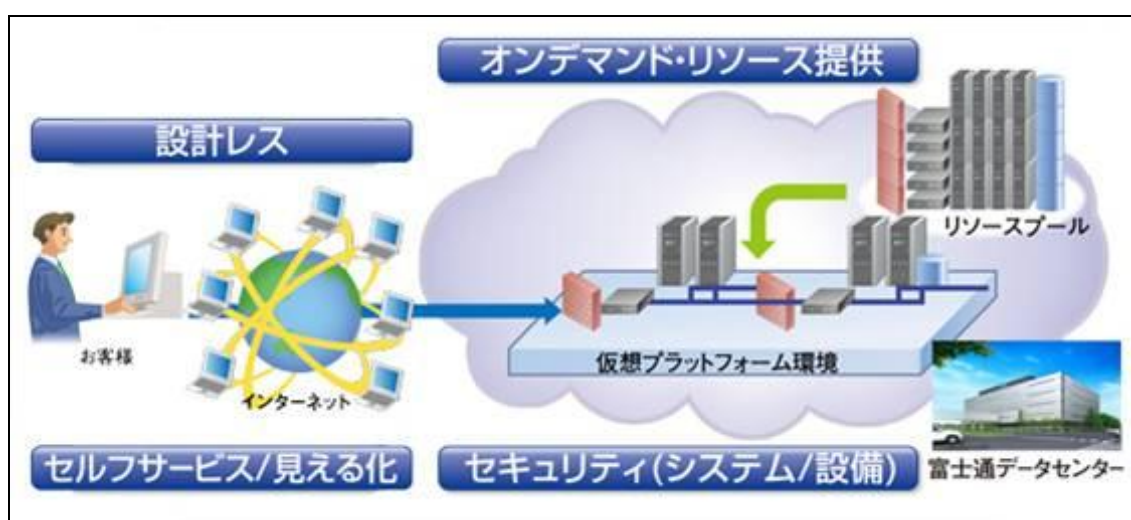 オンデマンド・リソース提供
設計レス
リソースプール
お客様
インターネット
仮想プラットフォーム環境
セルフサービス/見える化
セキュリティ(システム/設備)
富士通データセンター